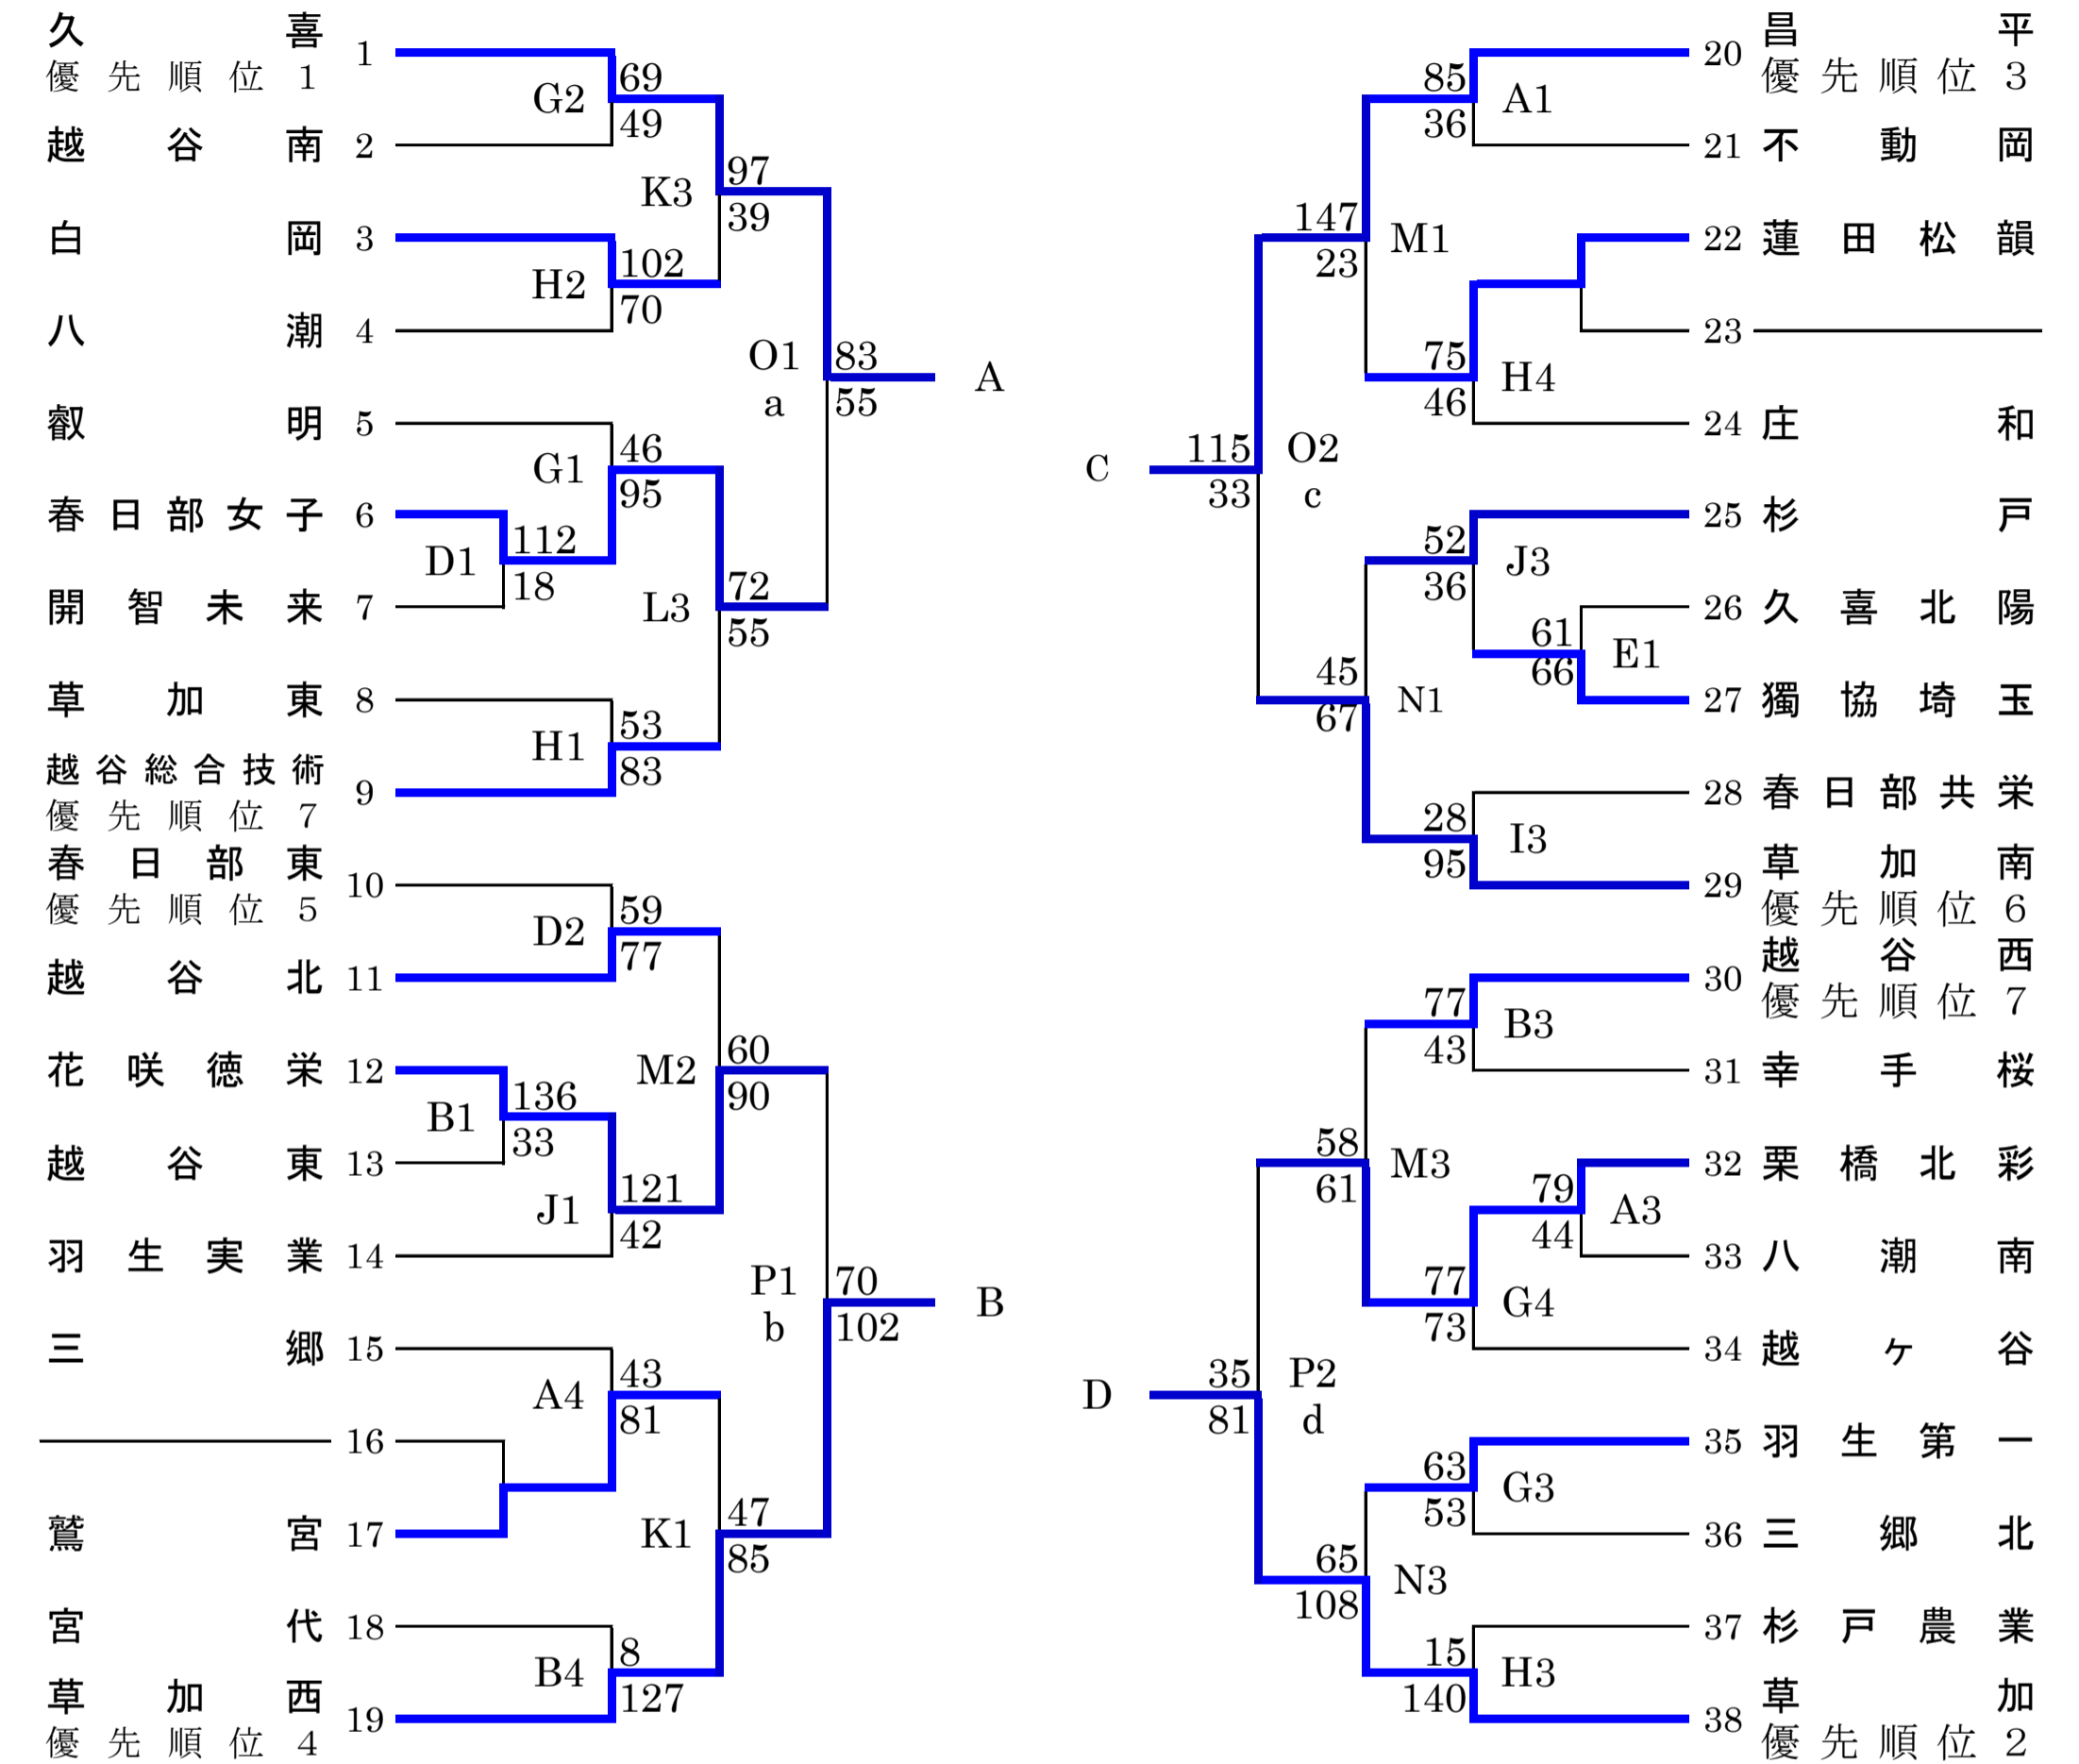 久喜 1
優先順位1
越谷南 2
白岡 3
八潮 4
叡明 5
春日部女子 6
開智未来 7
草加東 8
越谷総合技術 9
優先順位7
春日部東 10
優先順位5
越谷北 11
花咲徳栄 12
越谷東 13
羽生実業 14
三郷 15
16
鷲宮 17
宮代 18
草加西 19
優先順位4
G2 69 49
H2 102 70
G1 46 95
D1 112 18
H1 53 83
D2 59 77
B1 136 33
J1 121 42
A4 43 81
B4 8 127
K3 97 39
L3 72 55
M2 60 90
K1 47 85
O1 a 83 55
P1 b 70 102
A
B
C
D
115 33 O2 c
35 81 P2 d
147 23 M1
45 67 N1
58 61 M3
65 108 N3
85 36 A1
75 46 H4
52 36 J3
61 66 E1
28 95 I3
77 43 B3
79 44 A3
77 73 G4
63 53 G3
15 140 H3
20 昌平
優先順位3
21 不動岡
22 蓮田松韻
23
24 庄和
25 杉戸
26 久喜北陽
27 獨協埼玉
28 春日部共栄
29 草加南
優先順位6
30 越谷西
優先順位7
31 幸手桜
32 栗橋北彩
33 八潮南
34 越ヶ谷
35 羽生第一
36 三郷北
37 杉戸農業
38 草加
優先順位2